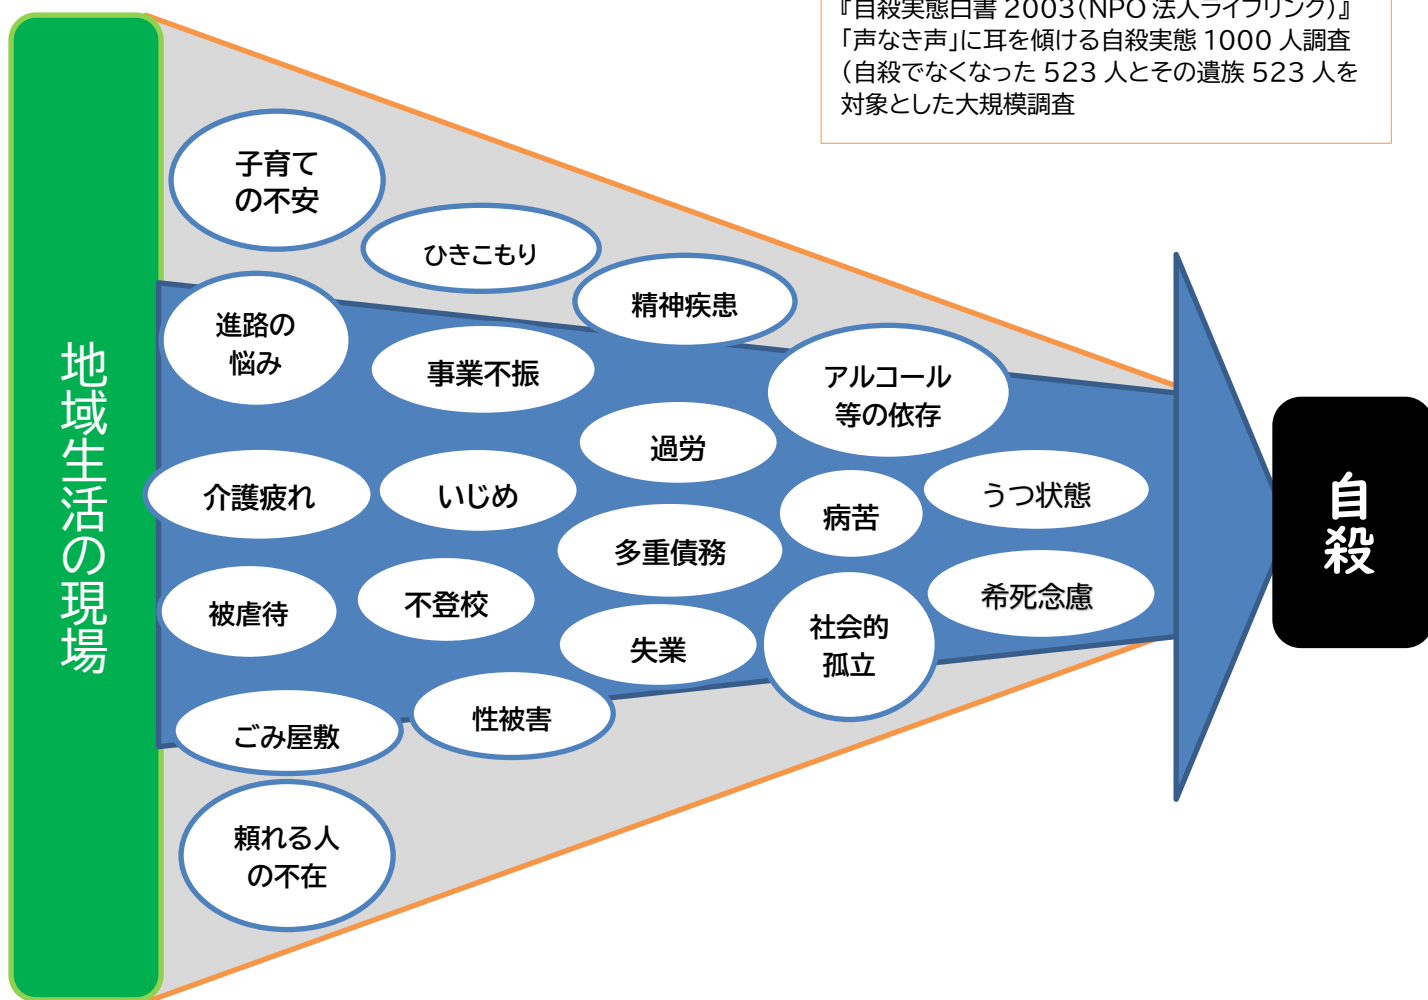 『自殺実態白書 2003(NPO 法人ライフリンク)』
「声なき声」に耳を傾ける自殺実態 1000 人調査
(自殺でなくなった 523 人とその遺族 523 人を
対象とした大規模調査
地域生活の現場
子育て
の不安
ひきこもり
精神疾患
進路の
悩み
事業不振
アルコール
等の依存
過労
介護疲れ
いじめ
病苦
うつ状態
多重債務
被虐待
不登校
希死念慮
失業
社会的
孤立
ごみ屋敷
性被害
頼れる人
の不在
自殺